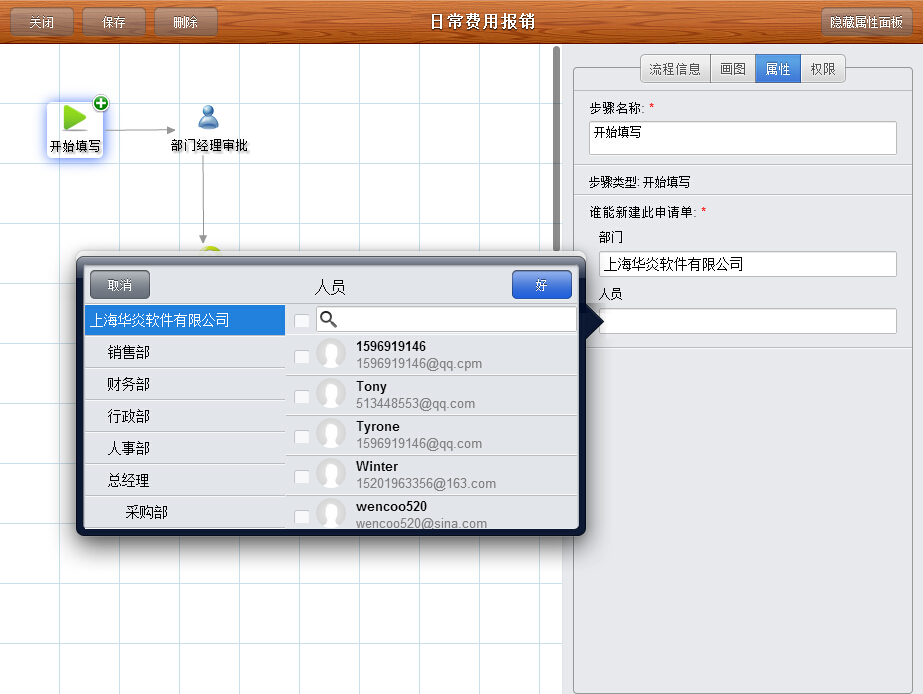 关闭
保存
删除
日常费用报销
隐藏属性面板
流程信息
画图
属性
权限
开始填写
部门经理审批
步骤名称: *
开始填写
步骤类型: 开始填写
谁能新建此申请单: *
部门
上海华炎软件有限公司
人员
取消
人员
好
上海华炎软件有限公司
销售部
财务部
行政部
人事部
总经理
采购部
1596919146
1596919146@qq.cpm
Tony
513448553@qq.com
Tyrone
1596919146@qq.com
Winter
15201963356@163.com
wencoo520
wencoo520@sina.com